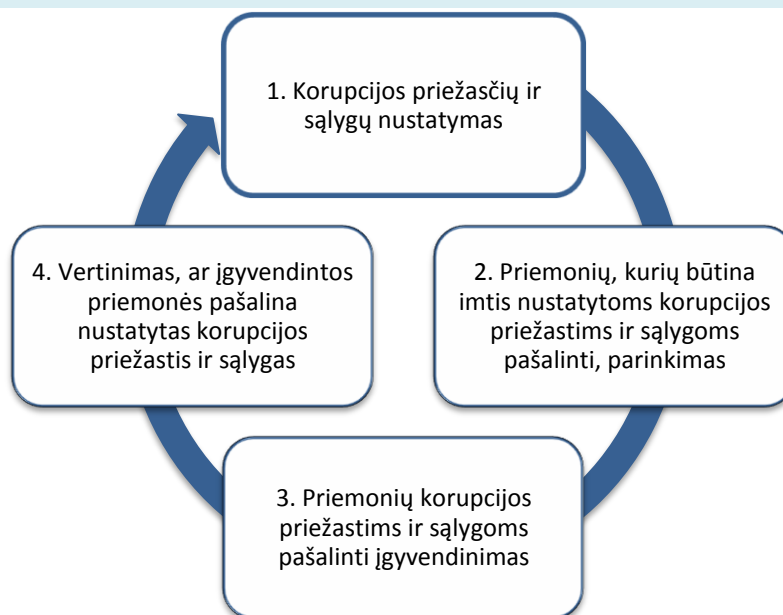 1. Korupcijos priežasčių ir
sąlygų nustatymas
2. Priemonių, kurių būtina
imtis nustatytoms korupcijos
priežastims ir sąlygoms
pašalinti, parinkimas
3. Priemonių korupcijos
priežastims ir sąlygoms
pašalinti įgyvendinimas
4. Vertinimas, ar įgyvendintos
priemonės pašalina
nustatytas korupcijos
priežastis ir sąlygas